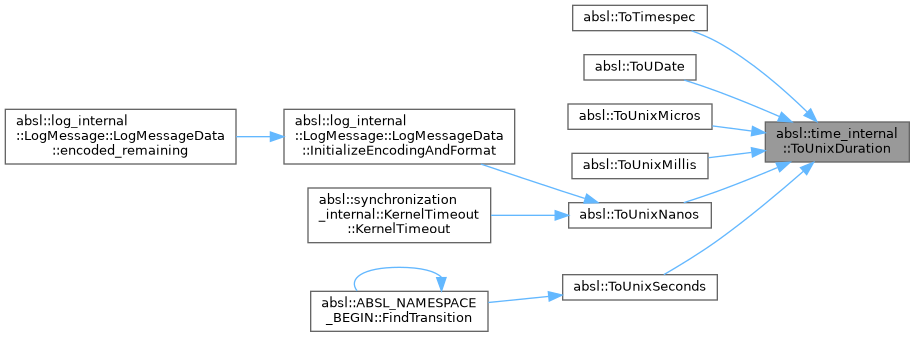 absl::ToTimespec
absl::ToUDate
absl::log_internal
::LogMessage::LogMessageData
::encoded_remaining
absl::log_internal
::LogMessage::LogMessageData
::InitializeEncodingAndFormat
absl::ToUnixMicros
absl::time_internal
::ToUnixDuration
absl::ToUnixMillis
absl::synchronization
_internal::KernelTimeout
::KernelTimeout
absl::ToUnixNanos
absl::ToUnixSeconds
absl::ABSL_NAMESPACE
_BEGIN::FindTransition